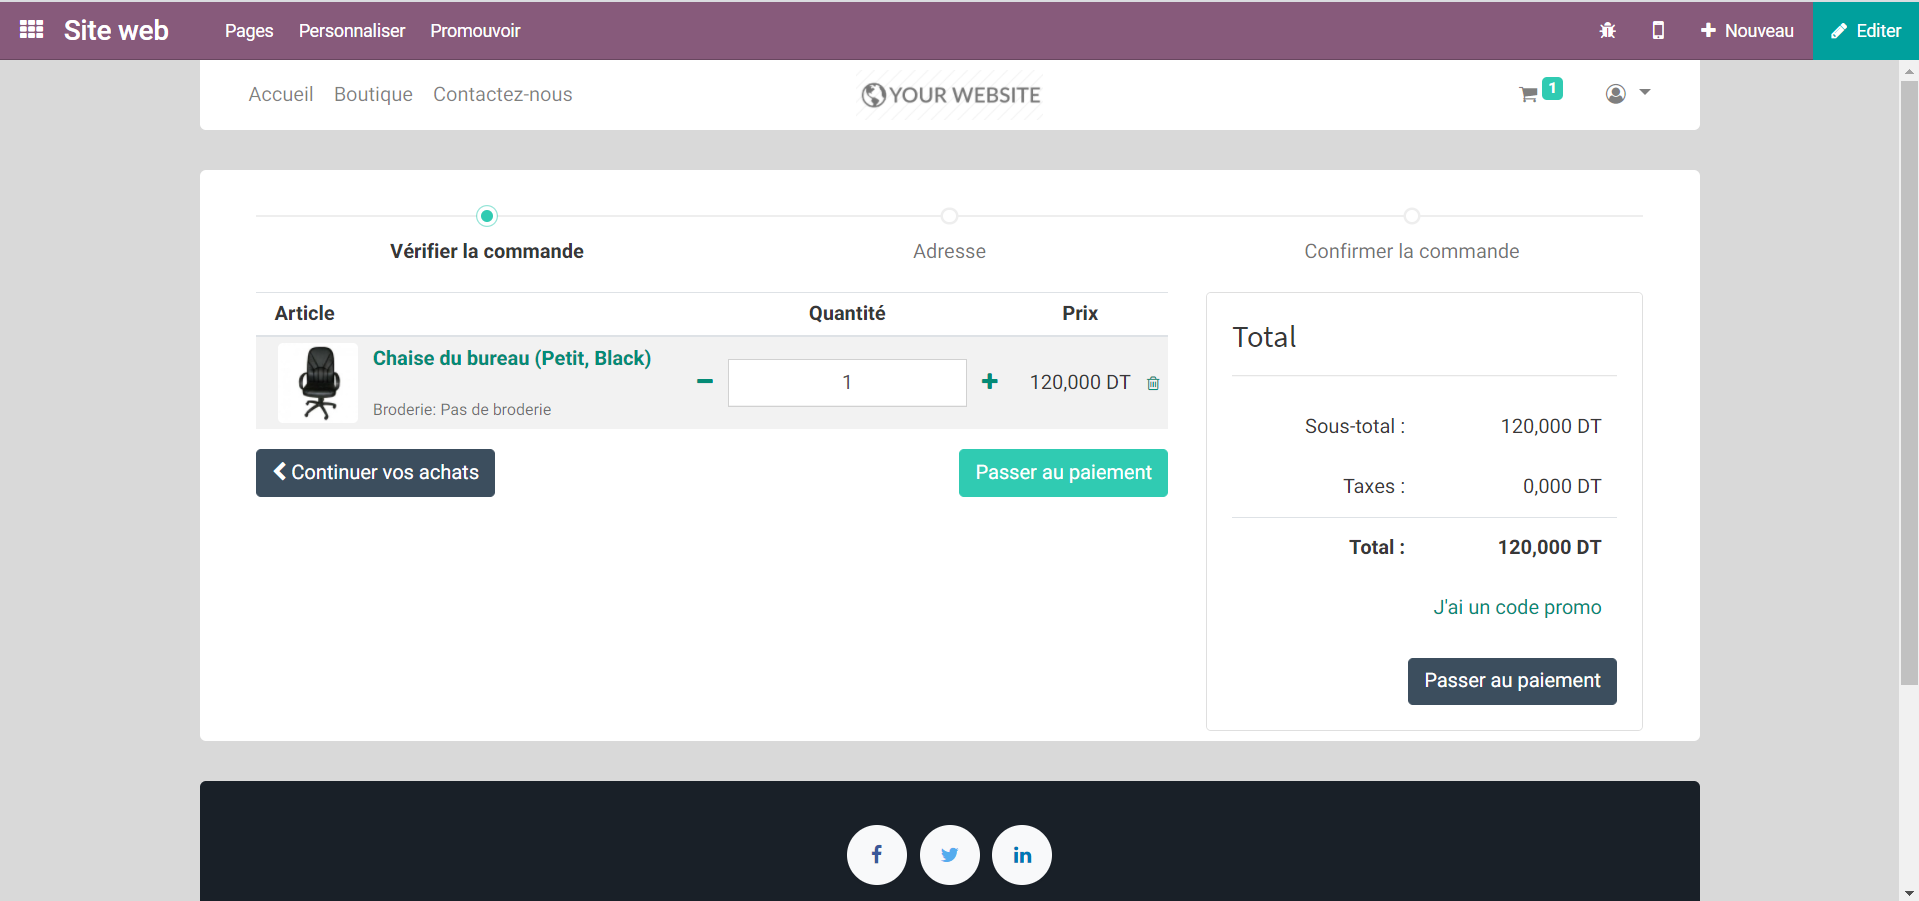 Site web
Pages Personnaliser Promouvoir
Nouveau
Editer
Accueil Boutique Contactez-nous
YOUR WEBSITE
1
Vérifier la commande
Adresse
Confirmer la commande
Article Quantité Prix
Chaise du bureau (Petit, Black)
Broderie: Pas de broderie
1
120,000 DT
Continuer vos achats
Passer au paiement
Total
Sous-total : 120,000 DT
Taxes : 0,000 DT
Total : 120,000 DT
J'ai un code promo
Passer au paiement